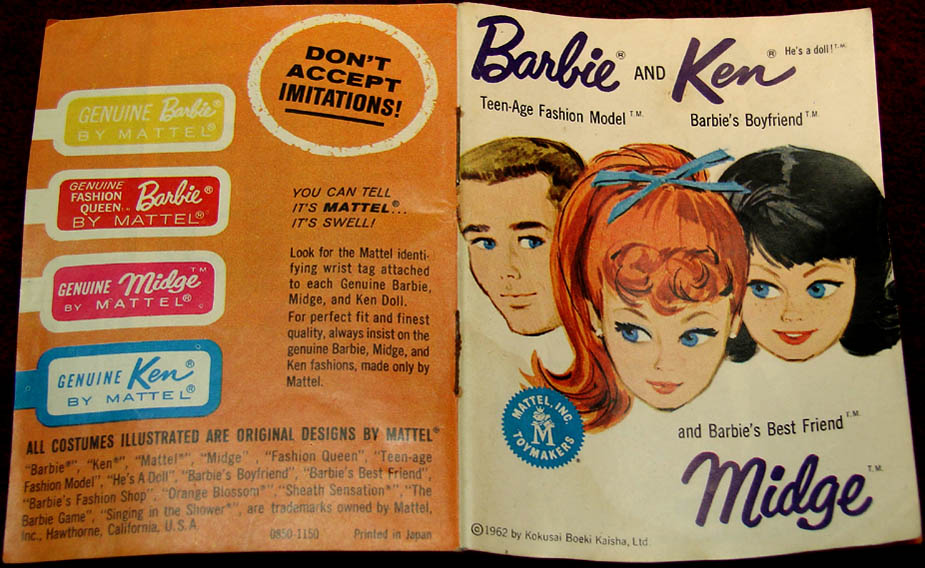 DON'T
ACCEPT
IMITATIONS!
GENUINE Barbie®
BY MATTEL®
GENUINE
FASHION
QUEEN T.M. Barbie®
BY MATTEL®
GENUINE Midge™
BY MATTEL®
GENUINE Ken®
BY MATTEL®
YOU CAN TELL
IT'S MATTEL®...
IT'S SWELL!
Look for the Mattel identi-
fying wrist tag attached
to each Genuine Barbie,
Midge, and Ken Doll.
For perfect fit and finest
quality, always insist on the
genuine Barbie, Midge, and
Ken fashions, made only by
Mattel.
ALL COSTUMES ILLUSTRATED ARE ORIGINAL DESIGNS BY MATTEL®
"Barbie®", "Ken®", "Mattel®", "Midge", "Fashion Queen", "Teen-age
Fashion Model", "He's A Doll", "Barbie's Boyfriend", "Barbie's Best Friend",
"Barbie's Fashion Shop", "Orange Blossom®", "Sheath Sensation®", "The
Barbie Game", "Singing in the Shower®", are trademarks owned by Mattel,
Inc., Hawthorne, California, U.S.A.
0850-1150 Printed in Japan
Barbie® AND Ken® He's a doll! T.M.
Teen-Age Fashion Model T.M. Barbie's Boyfriend T.M.
MATTEL, INC.
M
TOYMAKERS
®
and Barbie's Best Friend T.M.
Midge T.M.
©1962 by Kokusai Boeki Kaisha, Ltd.